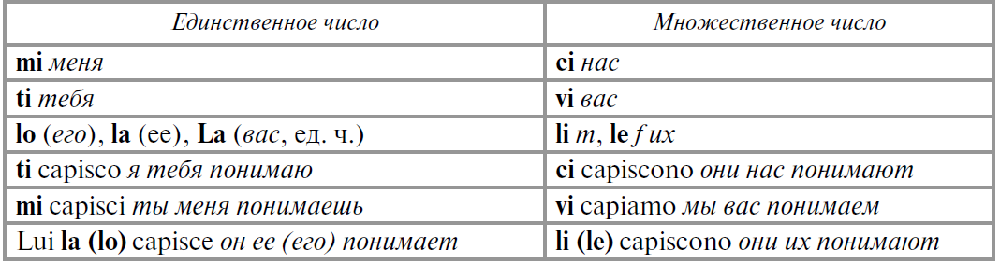 Единственное число Множественное число
mi меня ci нас
ti тебя vi вас
lo (его), la (ее), La (вас, ед. ч.) li m, le f их
ti capisco я тебя понимаю ci capiscono они нас понимают
mi capisci ты меня понимаешь vi capiamo мы вас понимаем
Lui la (lo) capisce он ее (его) понимает li (le) capiscono они их понимают